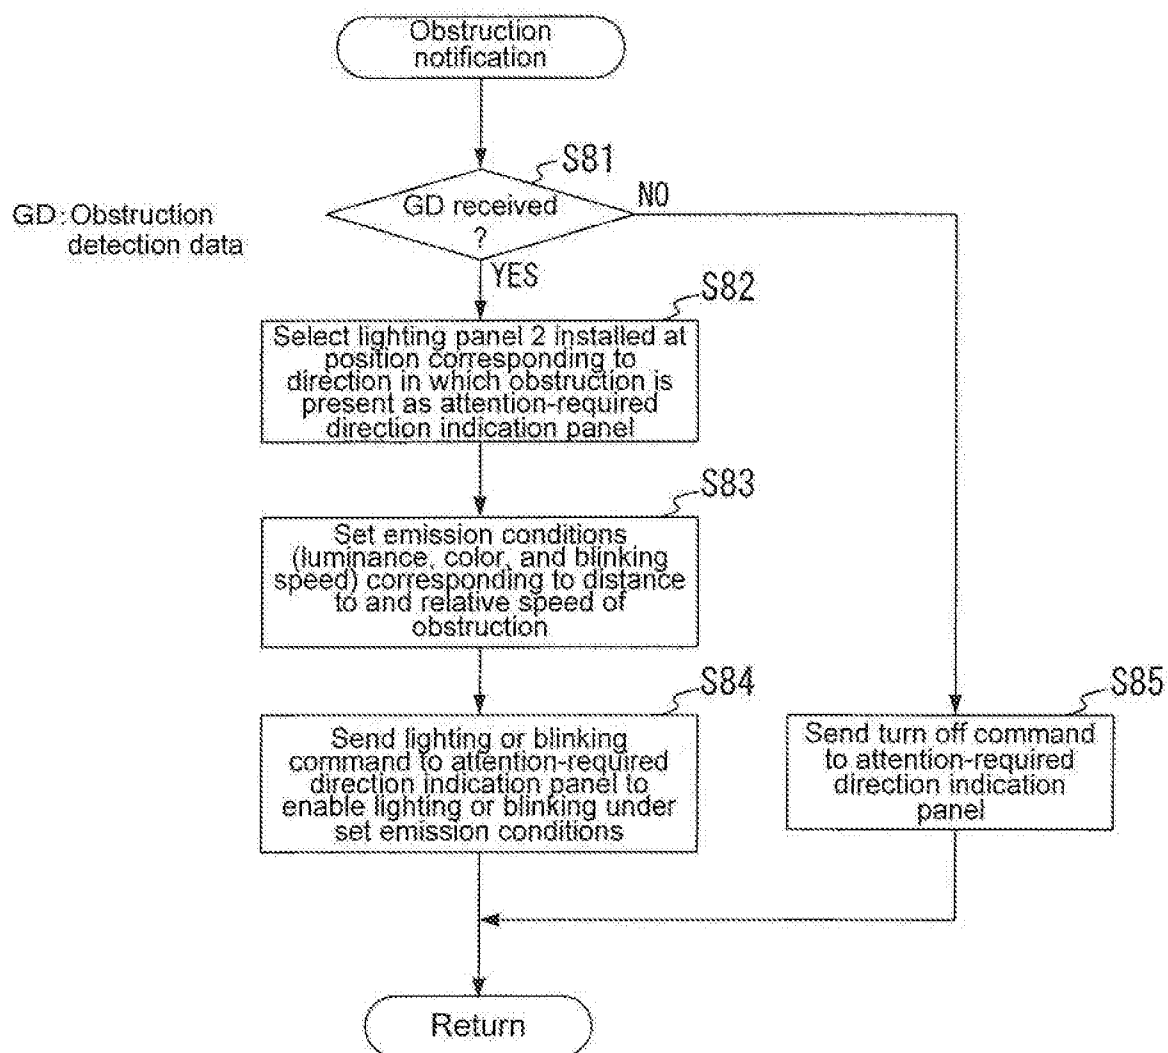 Obstruction
notification
S81
GD received
?
NO
GD: Obstruction
detection data
YES
S82
Select lighting panel 2 installed at
position corresponding to
direction in which obstruction is
present as attention-required
direction indication panel
S83
Set emission conditions
(luminance, color, and blinking
speed) corresponding to distance
to and relative speed of
obstruction
S84
Send lighting or blinking
command to attention-required
direction indication panel to
enable lighting or blinking under
set emission conditions
S85
Send turn off command
to attention-required
direction indication
panel
Return